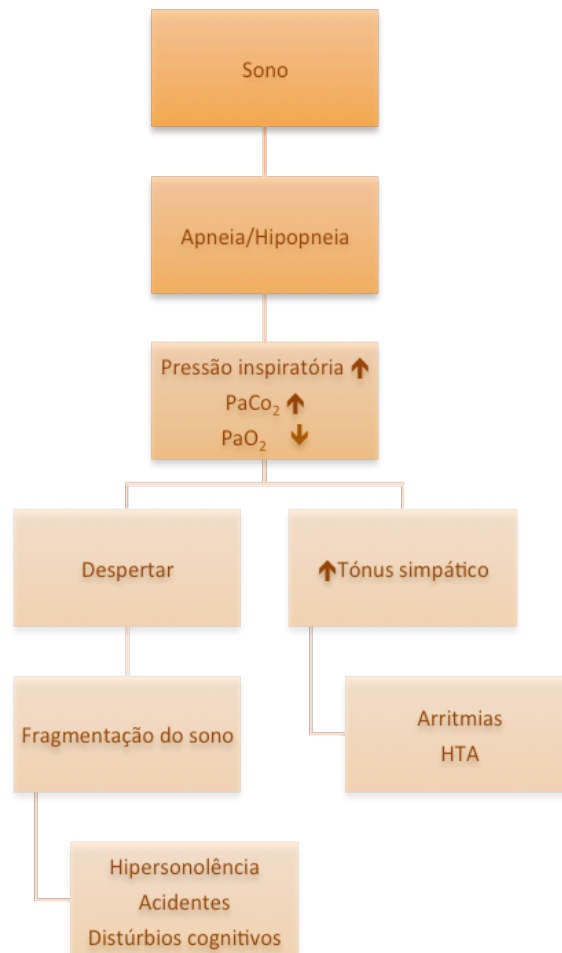 Sono
Apneia/Hipopneia
Pressão inspiratória ↑
PaCo₂ ↑
PaO₂ ↓
Despertar
↑Tónus simpático
Fragmentação do sono
Arritmias
HTA
Hipersonolência
Acidentes
Distúrbios cognitivos